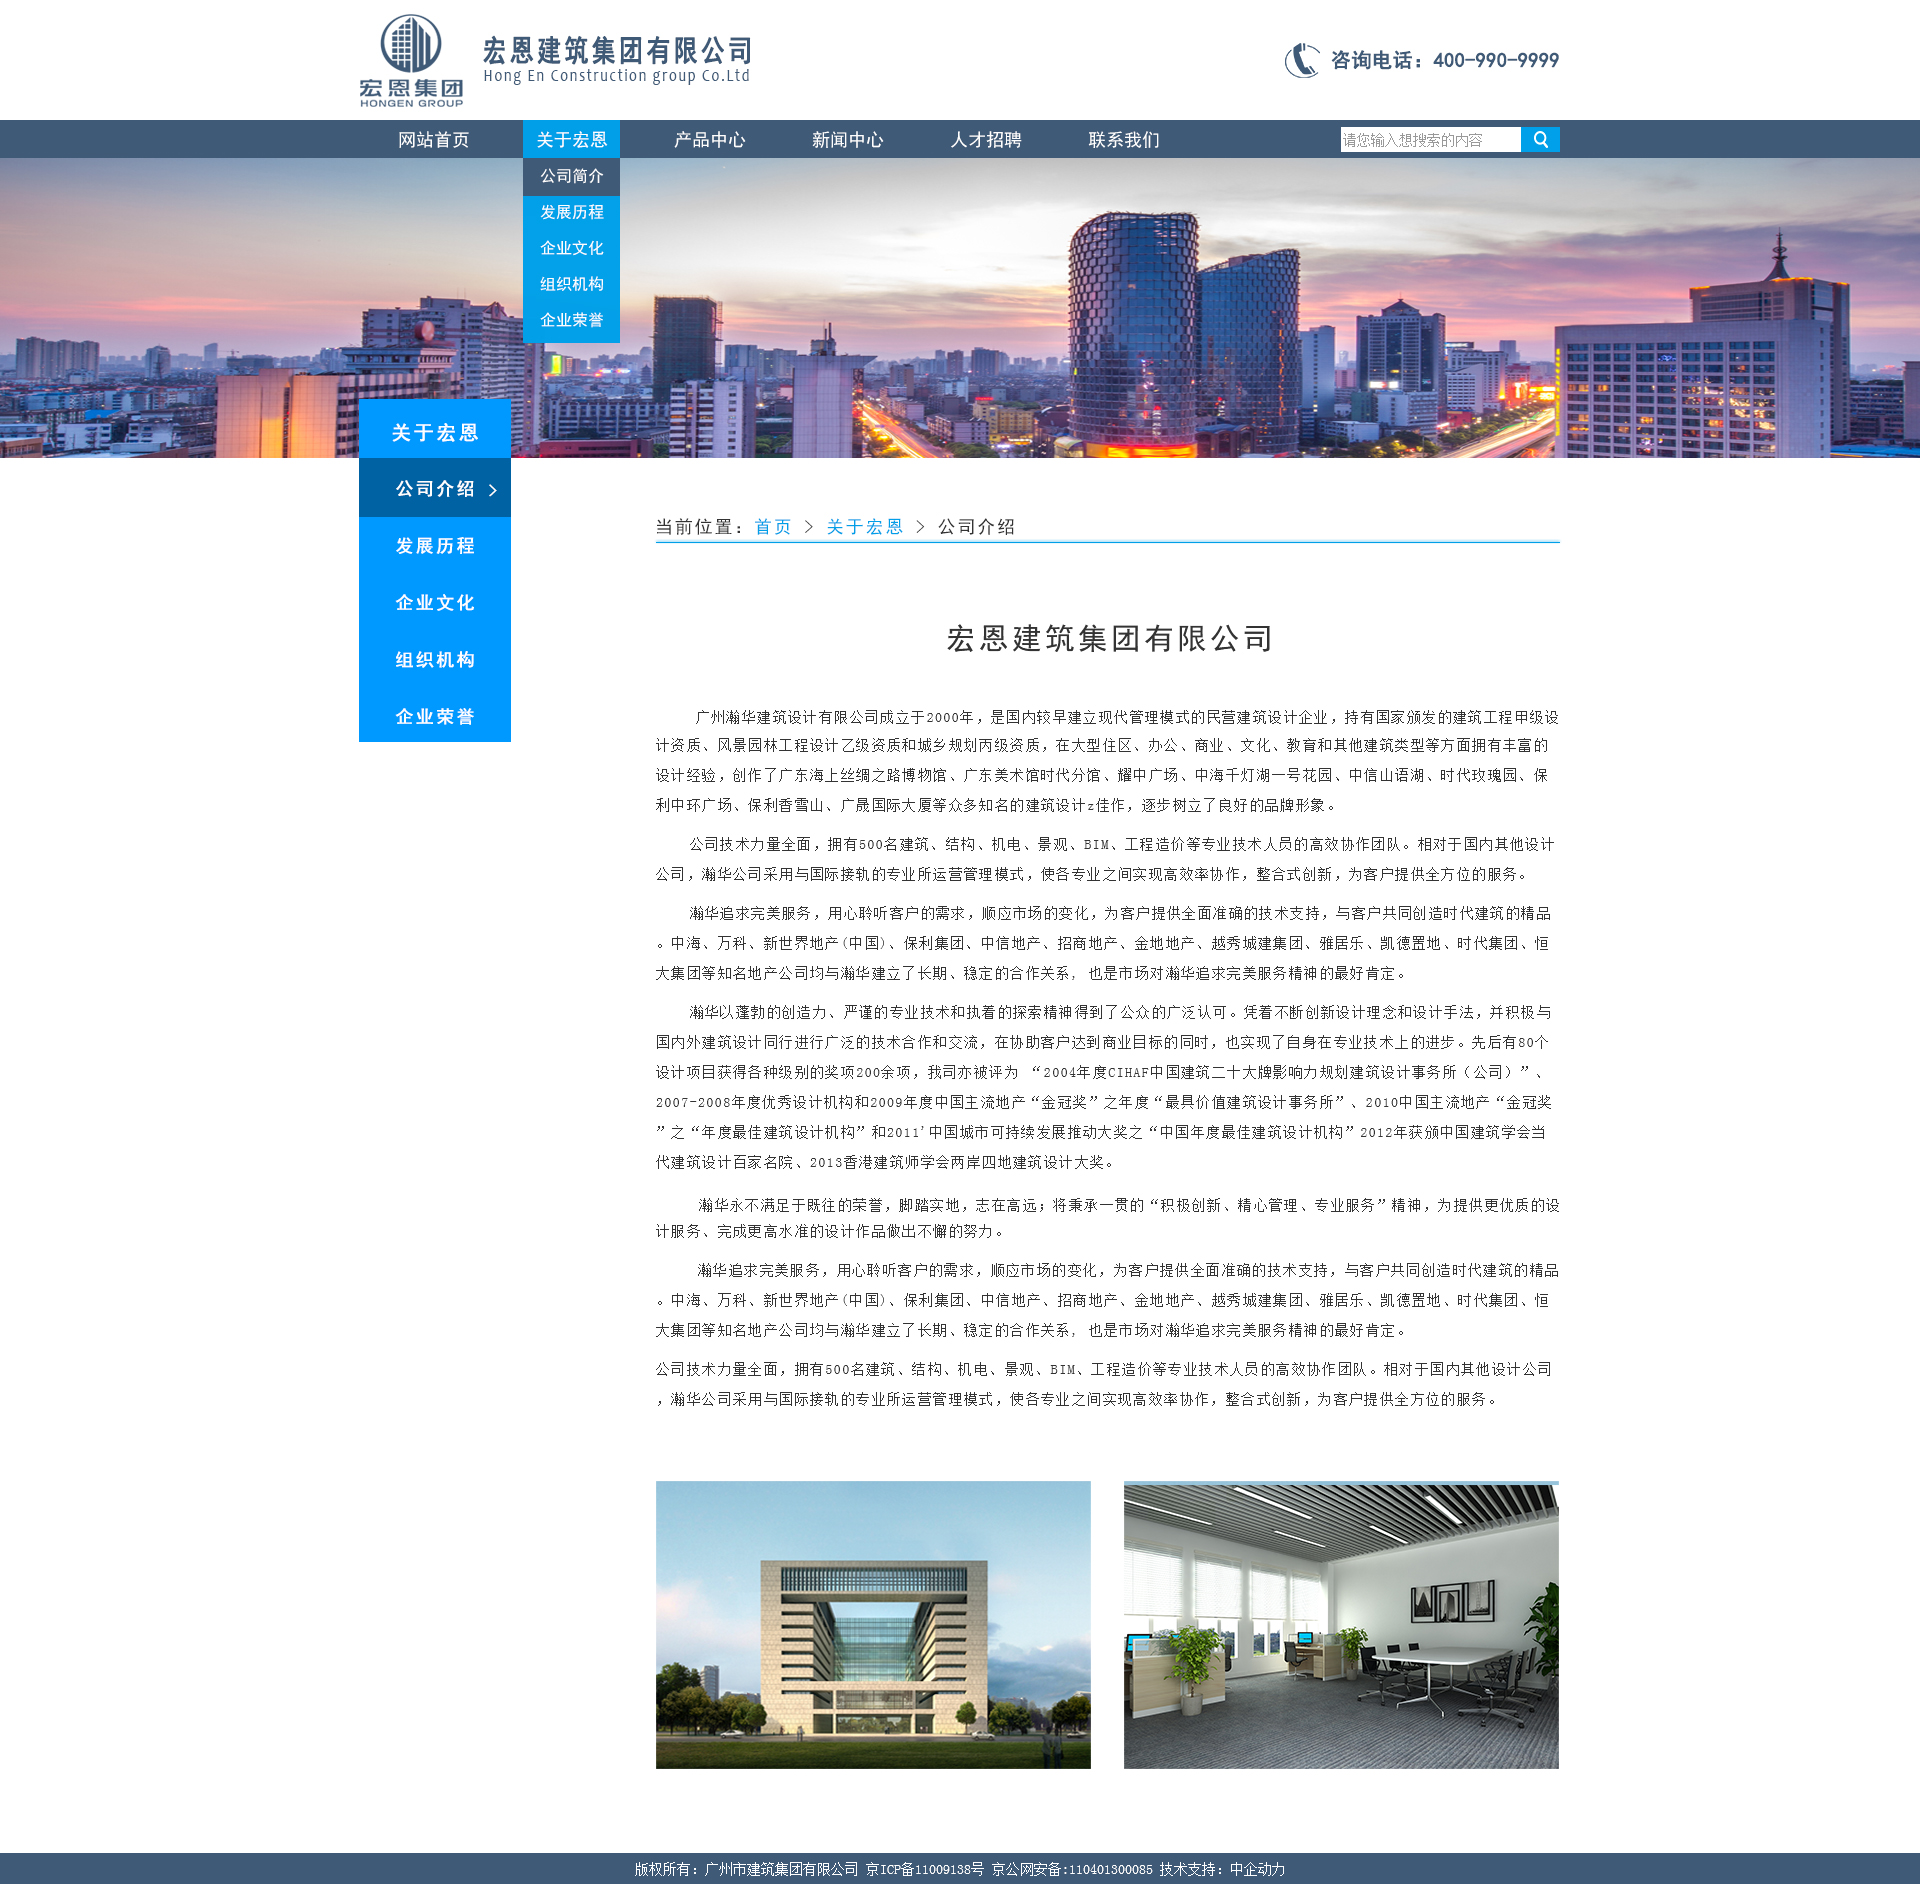 宏恩集团
HONGEN GROUP
宏恩建筑集团有限公司
Hong En Construction group Co.Ltd
咨询电话：400-990-9999
网站首页 关于宏恩 产品中心 新闻中心 人才招聘 联系我们 请您输入想搜索的内容
公司简介
发展历程
企业文化
组织机构
企业荣誉
关于宏恩
公司介绍 >
发展历程
企业文化
组织机构
企业荣誉
当前位置：首页 > 关于宏恩 > 公司介绍
宏恩建筑集团有限公司
广州瀚华建筑设计有限公司成立于2000年，是国内较早建立现代管理模式的民营建筑设计企业，持有国家颁发的建筑工程甲级设
计资质、风景园林工程设计乙级资质和城乡规划丙级资质，在大型住区、办公、商业、文化、教育和其他建筑类型等方面拥有丰富的
设计经验，创作了广东海上丝绸之路博物馆、广东美术馆时代分馆、耀中广场、中海千灯湖一号花园、中信山语湖、时代玫瑰园、保
利中环广场、保利香雪山、广晟国际大厦等众多知名的建筑设计z佳作，逐步树立了良好的品牌形象。
公司技术力量全面，拥有500名建筑、结构、机电、景观、BIM、工程造价等专业技术人员的高效协作团队。相对于国内其他设计
公司，瀚华公司采用与国际接轨的专业所运营管理模式，使各专业之间实现高效率协作，整合式创新，为客户提供全方位的服务。
瀚华追求完美服务，用心聆听客户的需求，顺应市场的变化，为客户提供全面准确的技术支持，与客户共同创造时代建筑的精品
。中海、万科、新世界地产(中国)、保利集团、中信地产、招商地产、金地地产、越秀城建集团、雅居乐、凯德置地、时代集团、恒
大集团等知名地产公司均与瀚华建立了长期、稳定的合作关系, 也是市场对瀚华追求完美服务精神的最好肯定。
瀚华以蓬勃的创造力、严谨的专业技术和执着的探索精神得到了公众的广泛认可。凭着不断创新设计理念和设计手法，并积极与
国内外建筑设计同行进行广泛的技术合作和交流，在协助客户达到商业目标的同时，也实现了自身在专业技术上的进步。先后有80个
设计项目获得各种级别的奖项200余项，我司亦被评为 “2004年度CIHAF中国建筑二十大牌影响力规划建筑设计事务所（公司）”、
2007-2008年度优秀设计机构和2009年度中国主流地产“金冠奖”之年度“最具价值建筑设计事务所”、2010中国主流地产“金冠奖
”之“年度最佳建筑设计机构”和2011'中国城市可持续发展推动大奖之“中国年度最佳建筑设计机构”2012年获颁中国建筑学会当
代建筑设计百家名院、2013香港建筑师学会两岸四地建筑设计大奖。
瀚华永不满足于既往的荣誉，脚踏实地，志在高远；将秉承一贯的“积极创新、精心管理、专业服务”精神，为提供更优质的设
计服务、完成更高水准的设计作品做出不懈的努力。
瀚华追求完美服务，用心聆听客户的需求，顺应市场的变化，为客户提供全面准确的技术支持，与客户共同创造时代建筑的精品
。中海、万科、新世界地产(中国)、保利集团、中信地产、招商地产、金地地产、越秀城建集团、雅居乐、凯德置地、时代集团、恒
大集团等知名地产公司均与瀚华建立了长期、稳定的合作关系, 也是市场对瀚华追求完美服务精神的最好肯定。
公司技术力量全面，拥有500名建筑、结构、机电、景观、BIM、工程造价等专业技术人员的高效协作团队。相对于国内其他设计公司
，瀚华公司采用与国际接轨的专业所运营管理模式，使各专业之间实现高效率协作，整合式创新，为客户提供全方位的服务。
版权所有：广州市建筑集团有限公司 京ICP备11009138号 京公网安备:110401300085 技术支持：中企动力